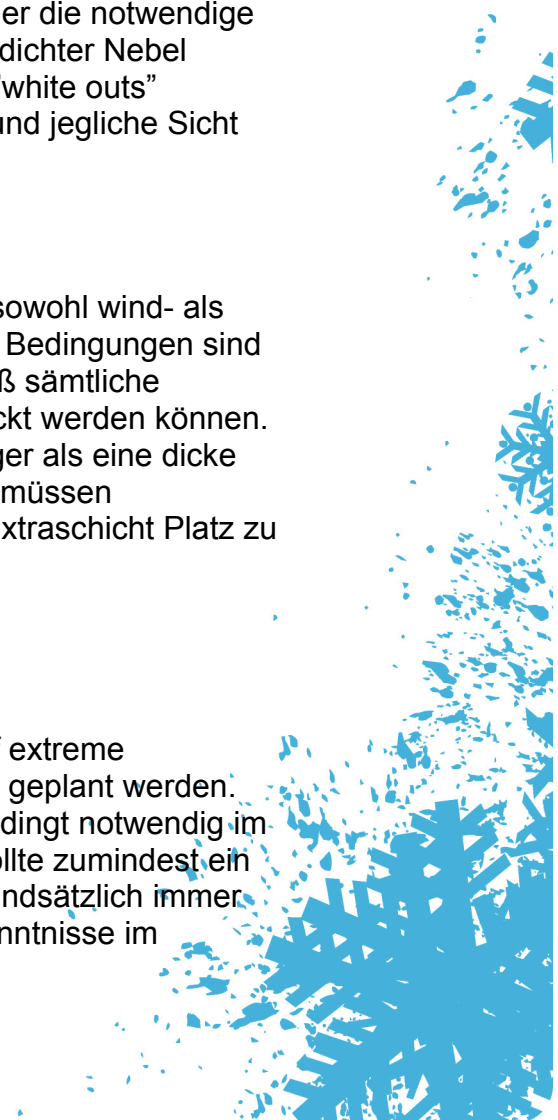 er die notwendige
dichter Nebel
"white outs”
und jegliche Sicht
sowohl wind- als
Bedingungen sind
ß sämtliche
ckt werden können.
ger als eine dicke
müssen
xtraschicht Platz zu
f extreme
geplant werden.
dingt notwendig im
ollte zumindest ein
ndsätzlich immer
nntnisse im